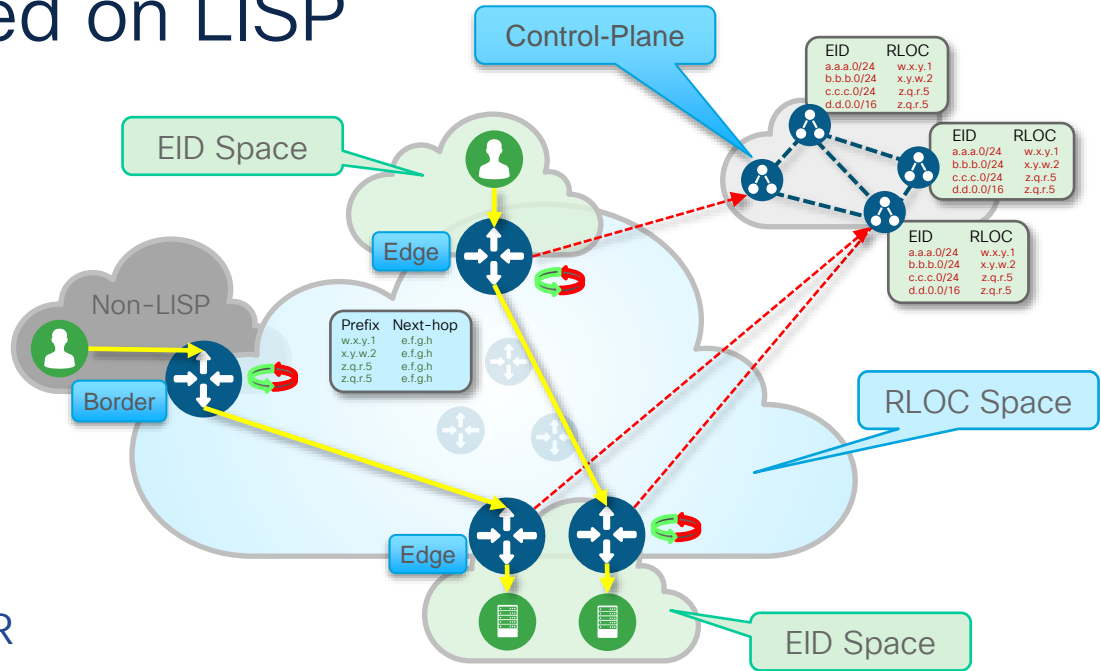 ed on LISP
Control-Plane
EID RLOC
a.a.a.0/24 w.x.y.1
b.b.b.0/24 x.y.w.2
c.c.c.0/24 z.q.r.5
d.d.0.0/16 z.q.r.5
EID Space
EID RLOC
a.a.a.0/24 w.x.y.1
b.b.b.0/24 x.y.w.2
c.c.c.0/24 z.q.r.5
d.d.0.0/16 z.q.r.5
EID RLOC
a.a.a.0/24 w.x.y.1
b.b.b.0/24 x.y.w.2
c.c.c.0/24 z.q.r.5
d.d.0.0/16 z.q.r.5
Edge
Non-LISP
Prefix Next-hop
w.x.y.1 e.f.g.h
x.y.w.2 e.f.g.h
z.q.r.5 e.f.g.h
z.q.r.5 e.f.g.h
Border
RLOC Space
Edge
R
EID Space